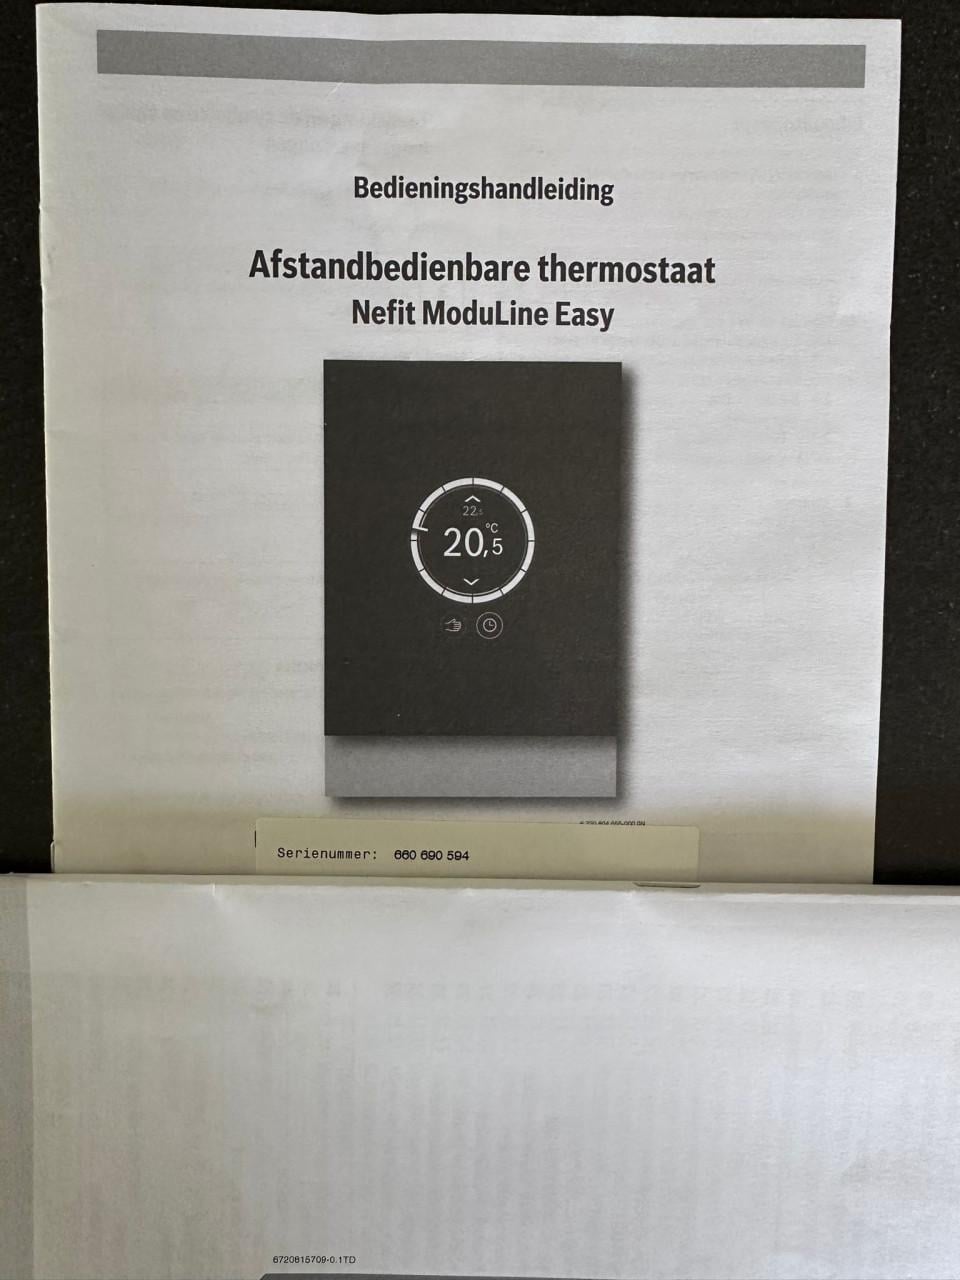 Bedieningshandleiding
Afstandbedienbare thermostaat
Nefit ModuLine Easy
22,5
20,5 °C
Serienummer: 660 690 594
6720815709-0.1TD